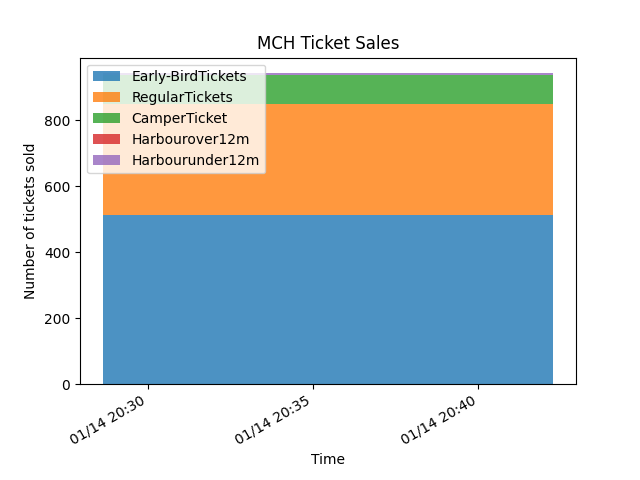 MCH Ticket Sales
Early-BirdTickets
RegularTickets
CamperTicket
Harbourover12m
Harbourunder12m
Number of tickets sold
800
600
400
200
0
01/14 20:30
01/14 20:35
01/14 20:40
Time